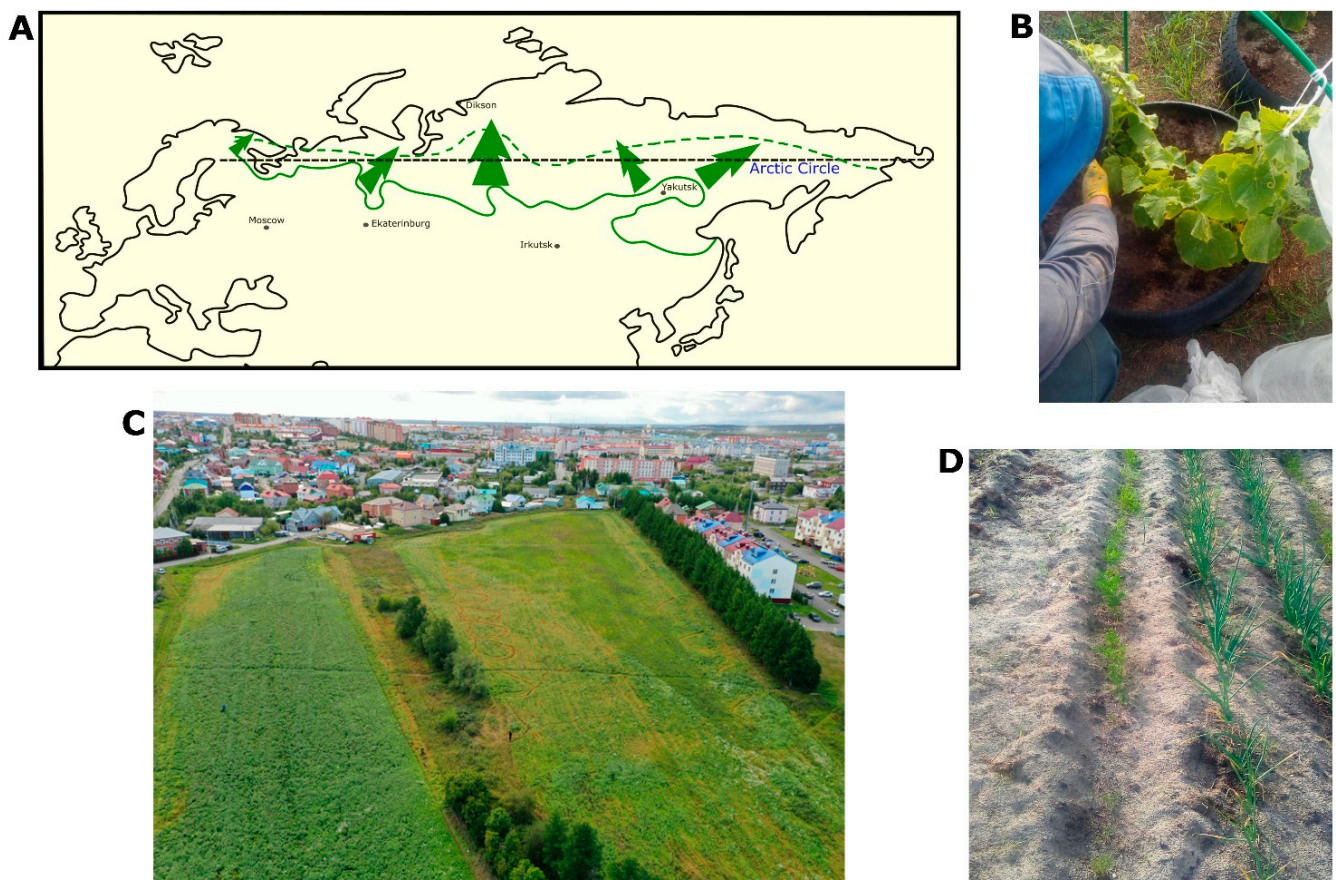 A
B
Dikson
Arctic Circle
Yakutsk
Moscow
Ekaterinburg
Irkutsk
C
D